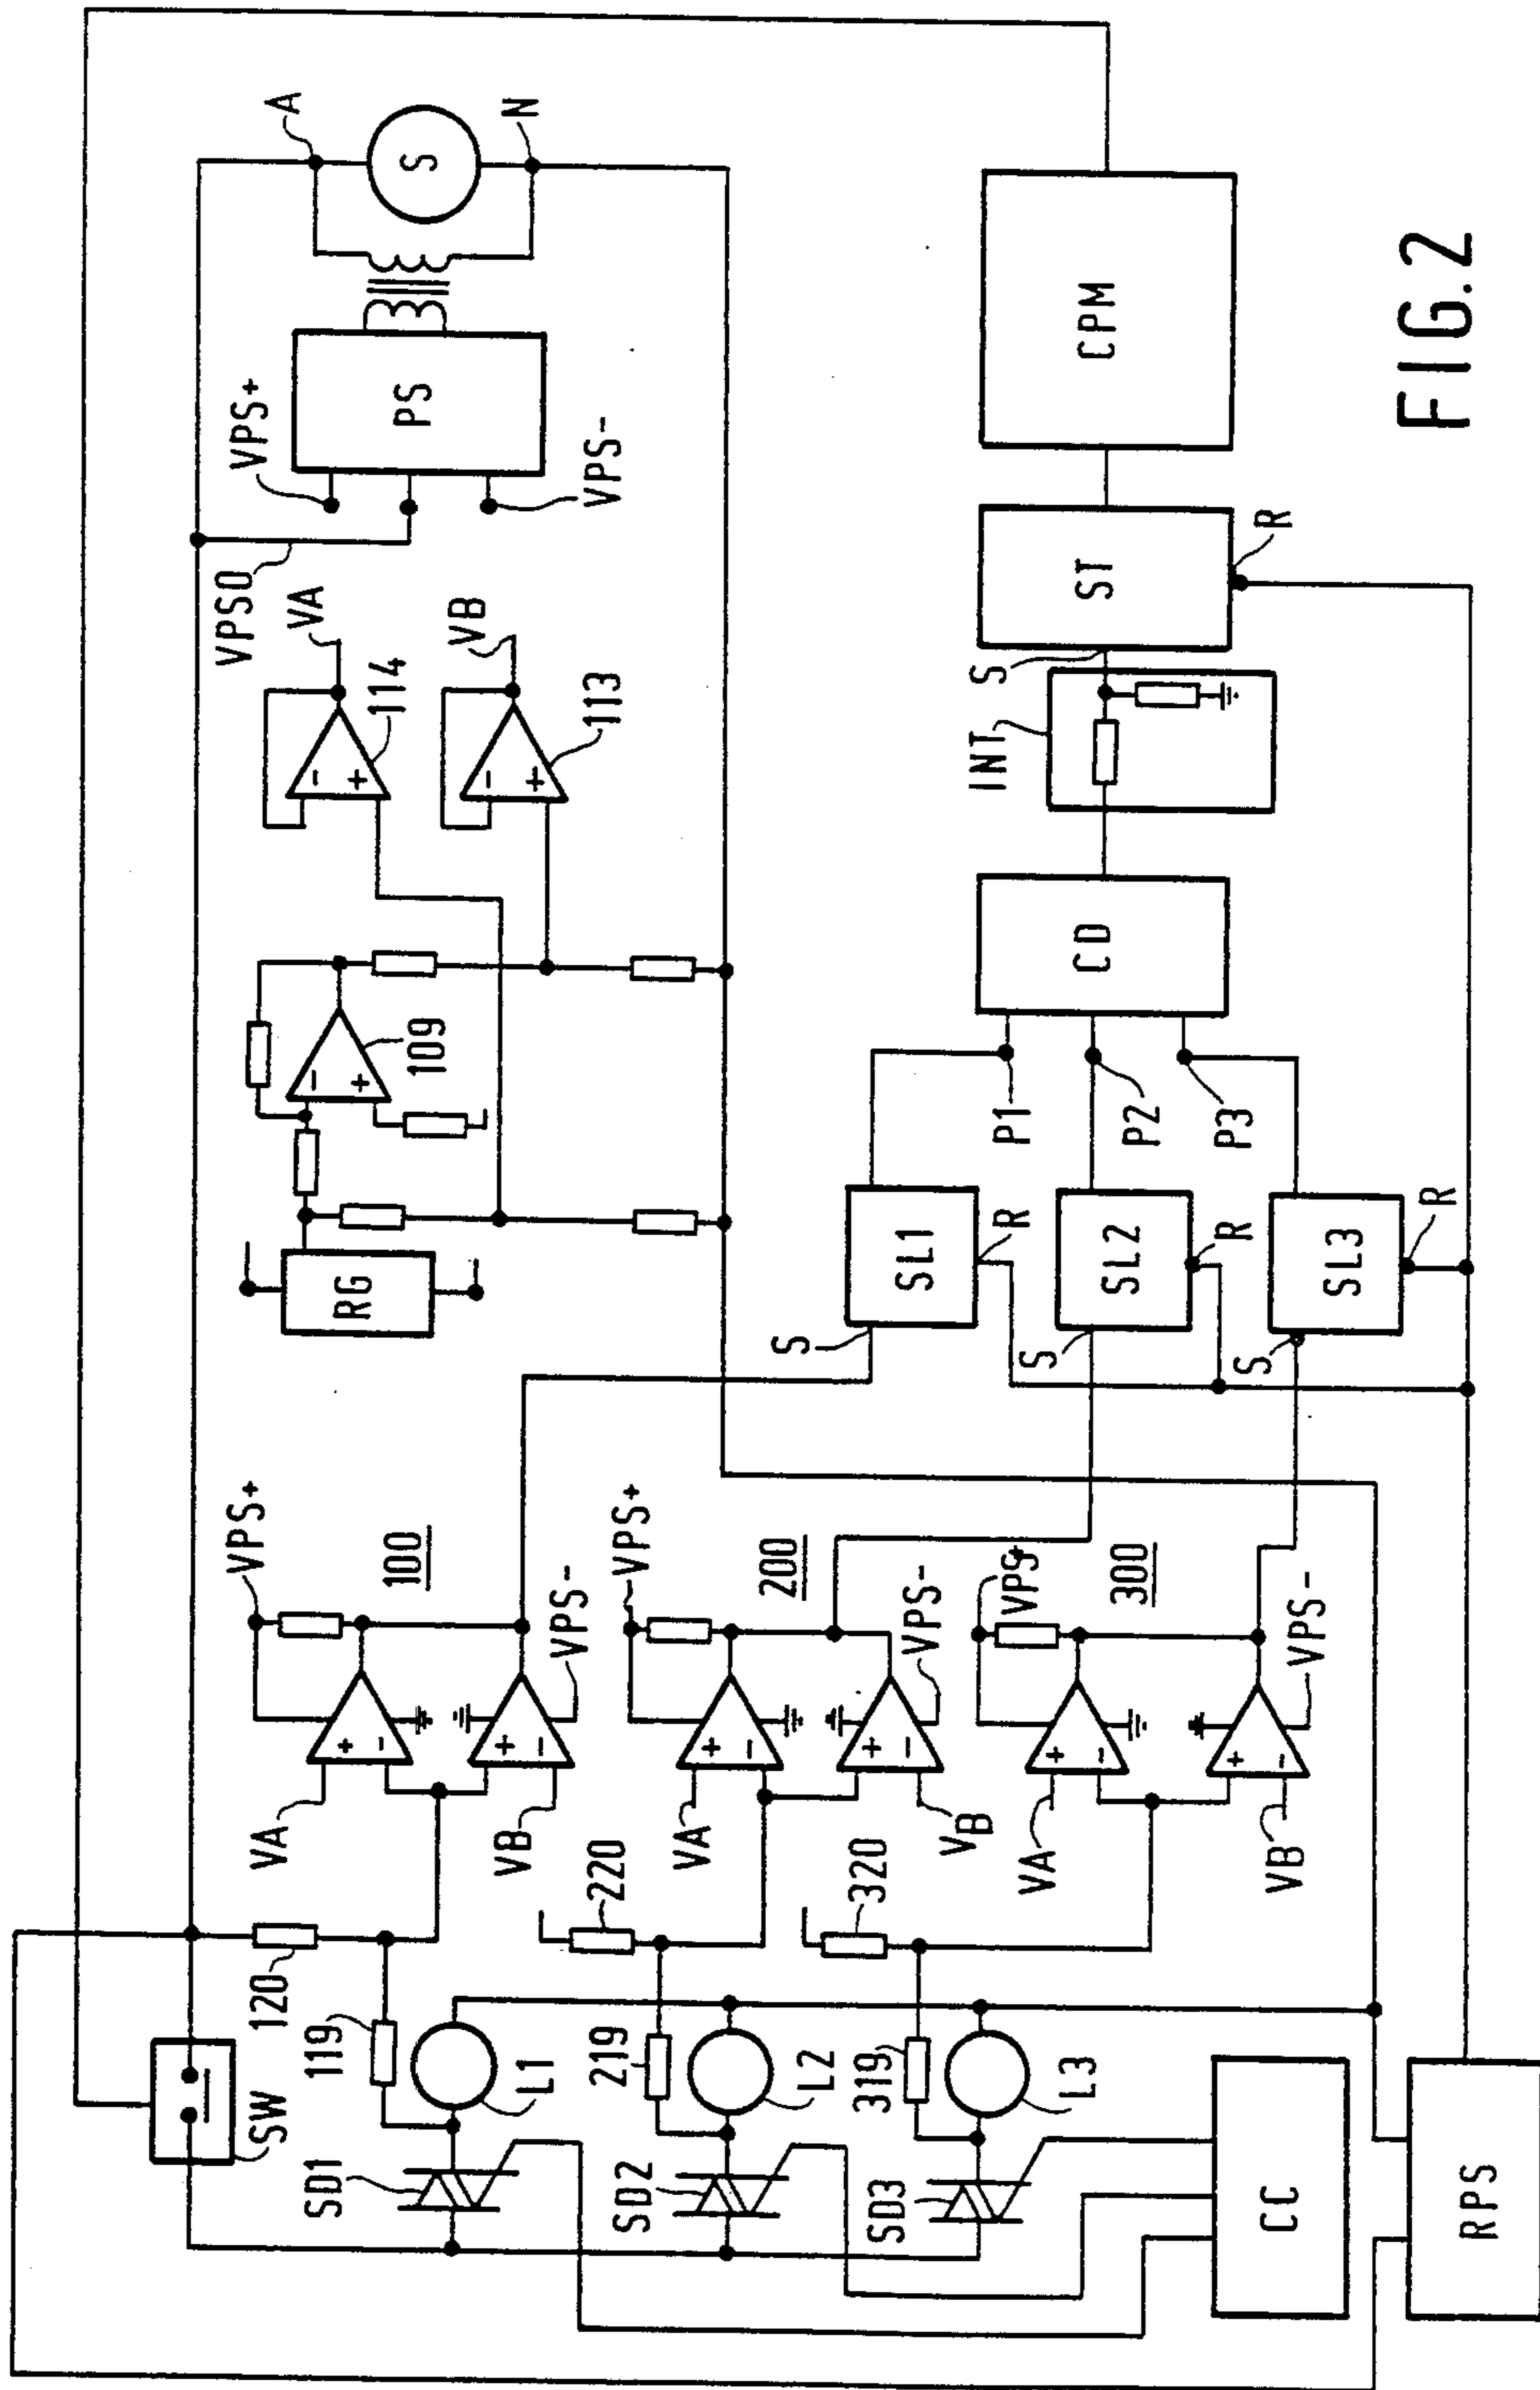 A
S
N
VPS+
PS
VPS-
VPS0
VA
114
VB
113
-
+
-
+
109
-
+
RG
CPM
FIG.2
ST
R
S
INT
CD
P1
P2
P3
SL1
S
R
SL2
S
R
SL3
S
R
VPS+
100
VPS-
VA
VB
+
-
+
-
VPS+
200
VPS-
VA
VB
+
-
+
-
VPS+
300
VPS-
VA
VB
+
-
+
-
120
220
320
119
219
319
SW
L1
L2
L3
SD1
SD2
SD3
CC
RPS